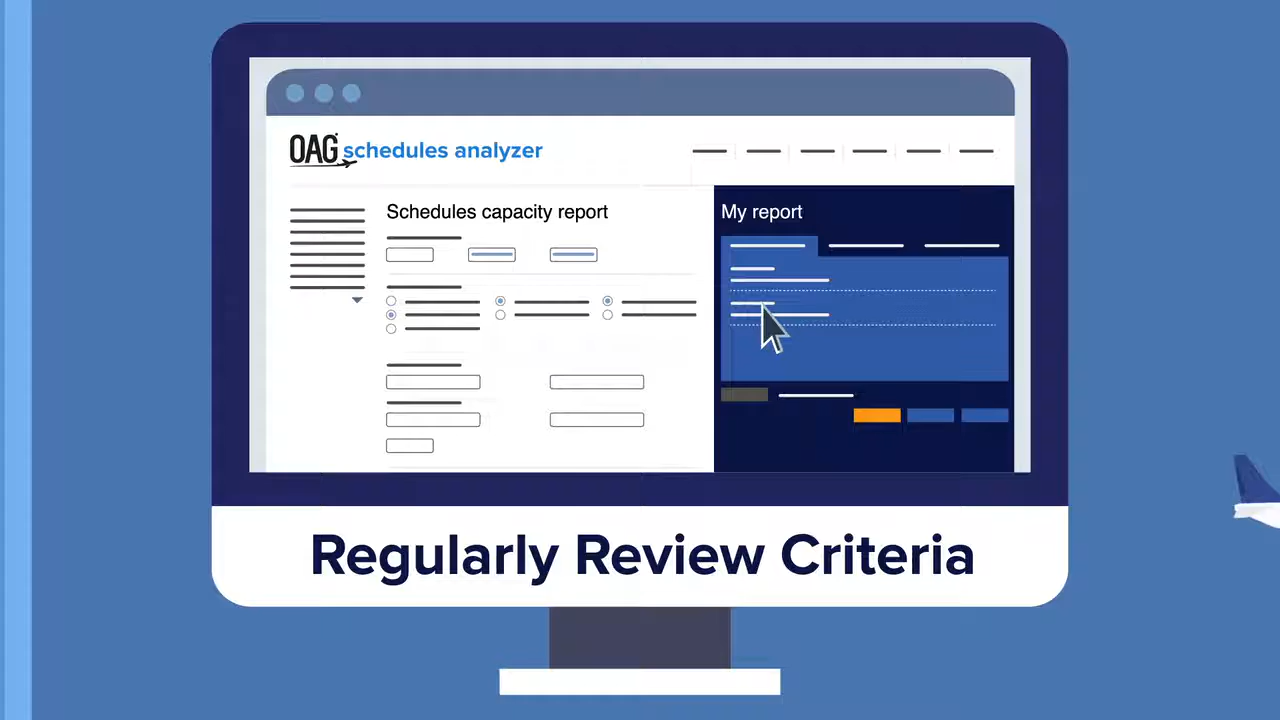 OAG schedules analyzer
Schedules capacity report
My report
Regularly Review Criteria